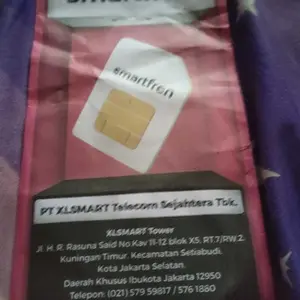 smartfren
PT XLSMART Telecom Sejahtera Tbk.
XLSMART Tower
Jl. H. R. Rasuna Said No.Kav 11-12 blok X5, RT.7/RW.2.
Kuningan Timur. Kecamatan Setiabudi.
Kota Jakarta Selatan.
Daerah Khusus Ibukota Jakarta 12950
Telepon: (021) 579 59817 / 576 1880